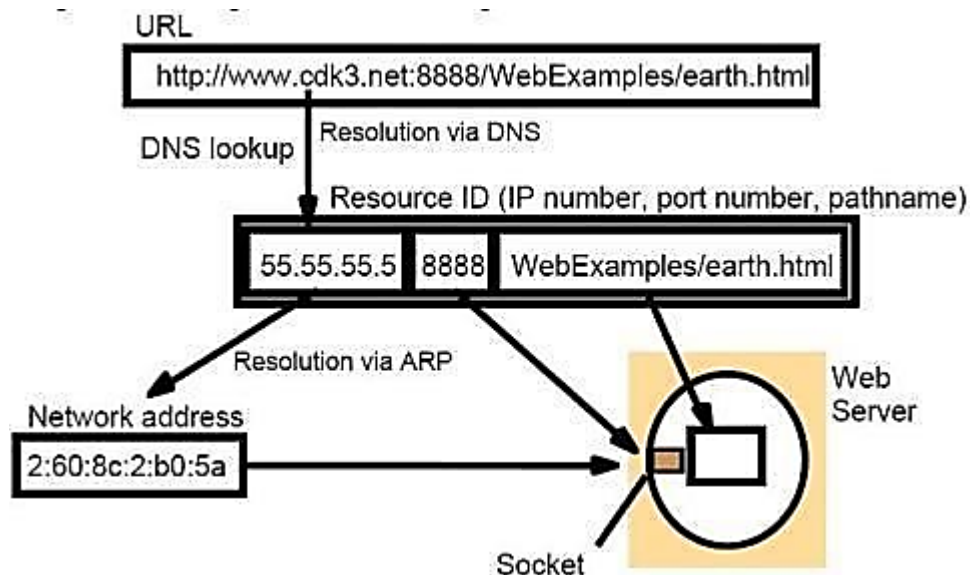 URL
http://www.cdk3.net:8888/WebExamples/earth.html
DNS lookup
Resolution via DNS
Resource ID (IP number, port number, pathname)
55.55.55.5 8888 WebExamples/earth.html
Resolution via ARP
Network address
2:60:8c:2:b0:5a
Web
Server
Socket